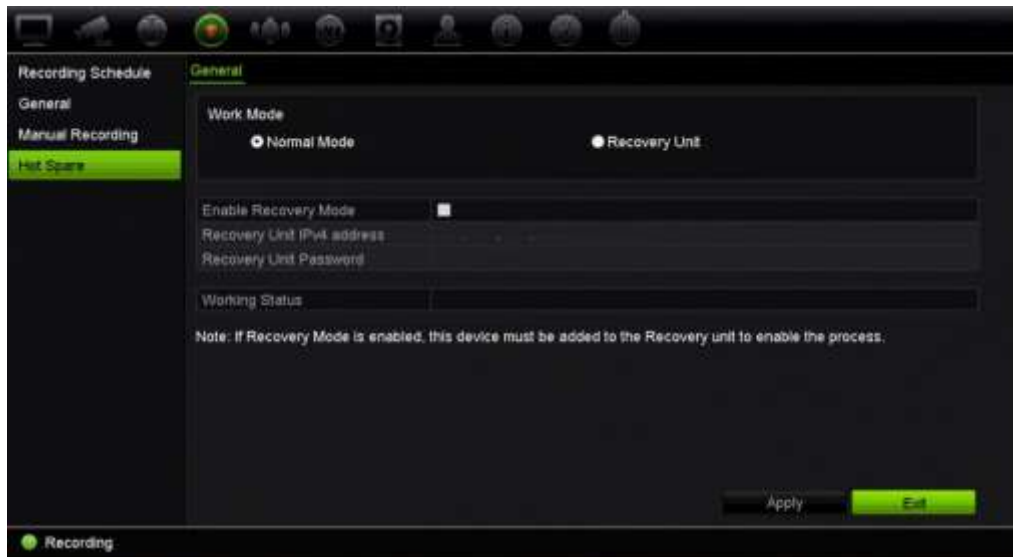 Recording Schedule
General
Manual Recording
Hot Spare
General
Work Mode
Normal Mode
Recovery Unit
Enable Recovery Mode
Recovery Unit IPv4 address
Recovery Unit Password
Working Status
Note: If Recovery Mode is enabled, this device must be added to the Recovery unit to enable the process.
Apply
Exit
Recording